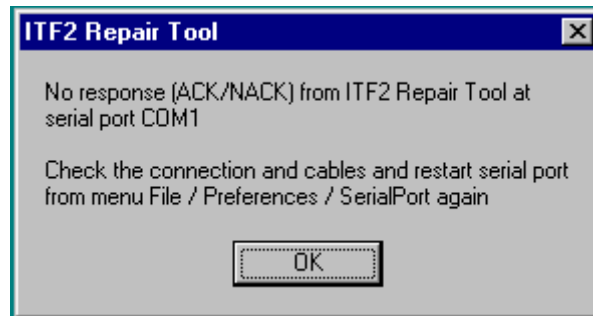 ITF2 Repair Tool
No response (ACK/NACK) from ITF2 Repair Tool at
serial port COM1
Check the connection and cables and restart serial port
from menu File / Preferences / SerialPort again
OK